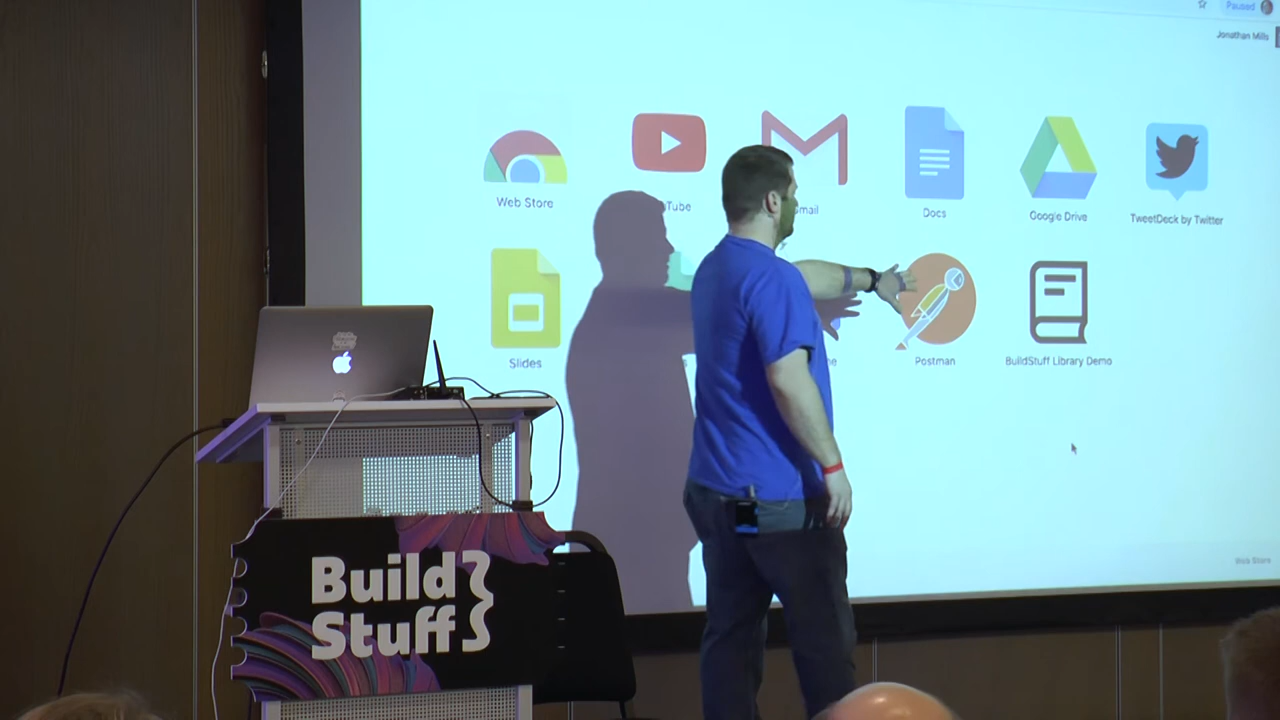 Paused
Jonathan Mills
Web Store
Tube
mail
Docs
Google Drive
TweetDeck by Twitter
Slides
Postman
BuildStuff Library Demo
Web Store
Build
Stuff